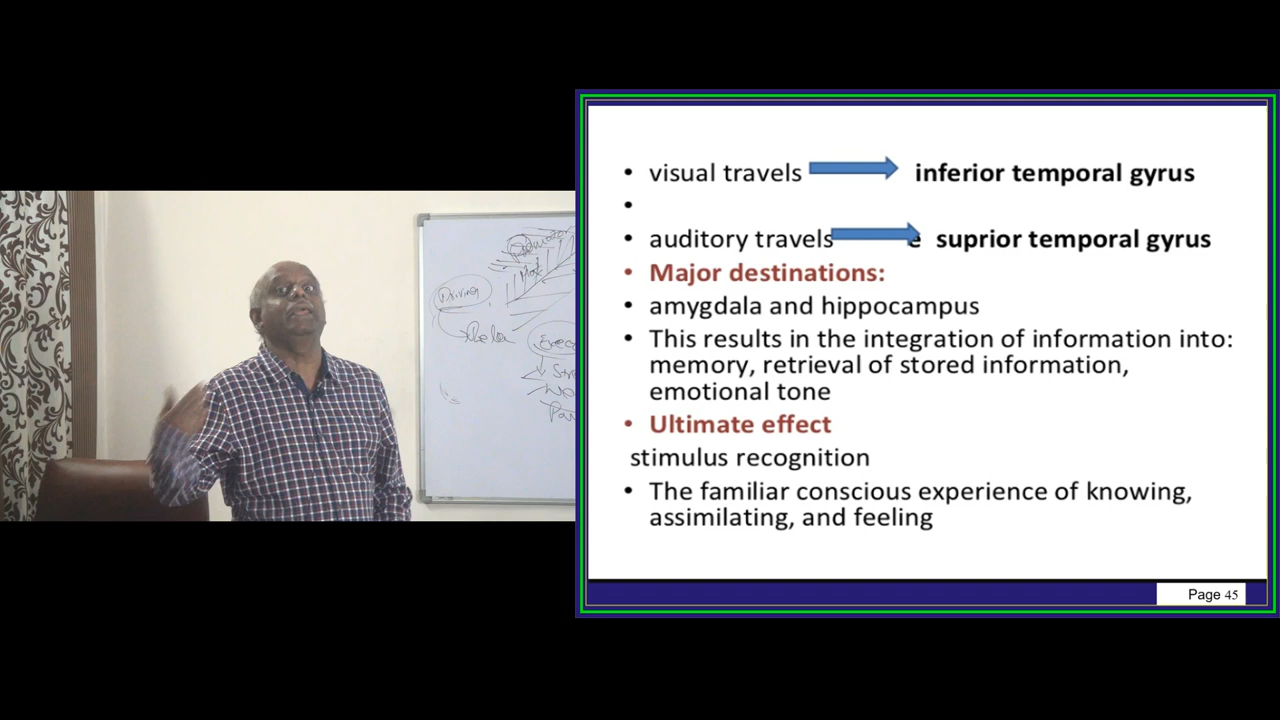 Driving
• visual travels inferior temporal gyrus
•
• auditory travels e suprior temporal gyrus
• Major destinations:
• amygdala and hippocampus
• This results in the integration of information into:
memory, retrieval of stored information,
emotional tone
• Ultimate effect
stimulus recognition
• The familiar conscious experience of knowing,
assimilating, and feeling
Page 45